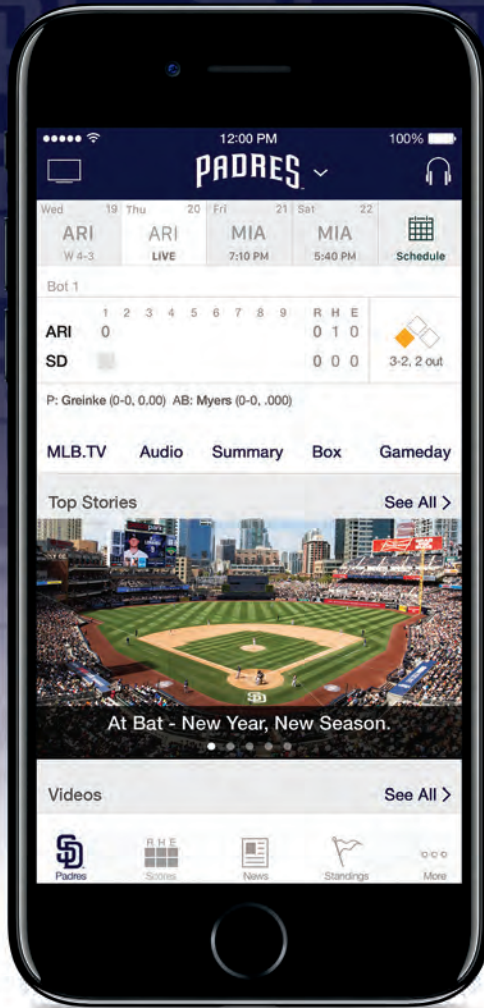 12:00 PM
100%
PADRES
Wed 19 Thu 20 Fri 21 Sat 22
ARI ARI MIA MIA
W 4-3 LIVE 7:10 PM 5:40 PM Schedule
Bot 1
1 2 3 4 5 6 7 8 9 R H E
ARI 0 0 1 0
SD 0 0 0
3-2, 2 out
P: Greinke (0-0, 0.00) AB: Myers (0-0, .000)
MLB.TV Audio Summary Box Gameday
Top Stories See All >
SD
At Bat - New Year, New Season.
Videos See All >
SD R H E
Padres Scores News Standings More